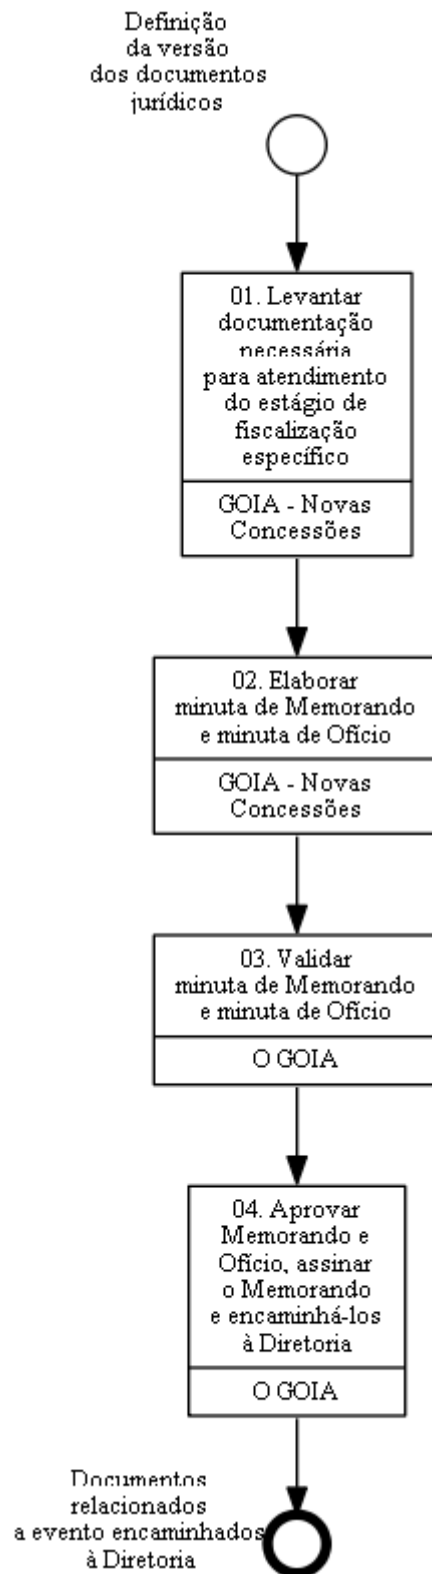 Definição
da versão
dos documentos
jurídicos
01. Levantar
documentação
necessária
para atendimento
do estágio de
fiscalização
específico
GOIA - Novas
Concessões
02. Elaborar
minuta de Memorando
e minuta de Ofício
GOIA - Novas
Concessões
03. Validar
minuta de Memorando
e minuta de Ofício
O GOIA
04. Aprovar
Memorando e
Ofício, assinar
o Memorando
e encaminhá-los
à Diretoria
O GOIA
Documentos
relacionados
a evento encaminhados
à Diretoria